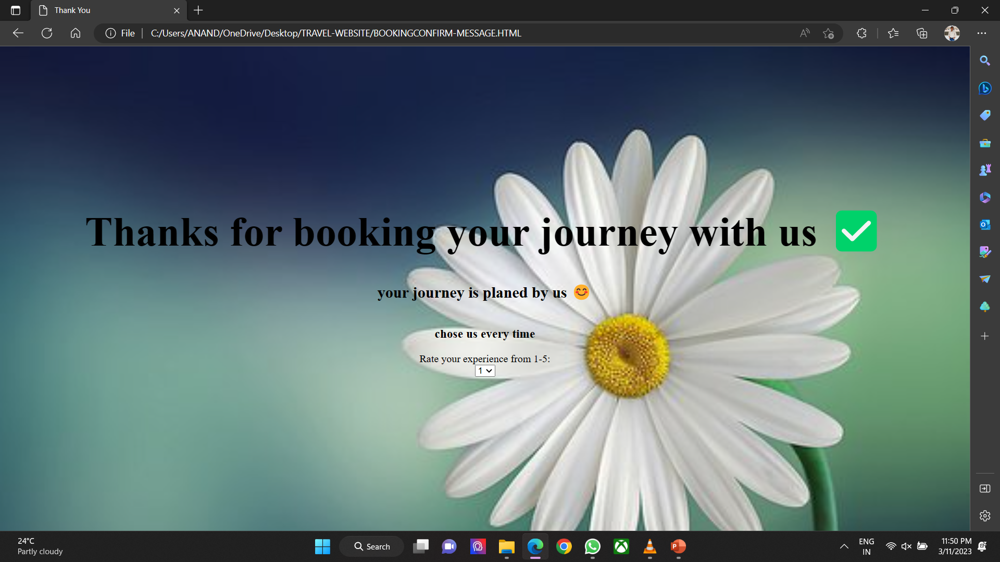 Thank You
File
C:/Users/ANAND/OneDrive/Desktop/TRAVEL-WEBSITE/BOOKINGCONFIRM-MESSAGE.HTML
Thanks for booking your journey with us ✅
your journey is planed by us 😊
chose us every time
Rate your experience from 1-5:
1
24°C
Partly cloudy
Search
ENG
IN
11:50 PM
3/11/2023